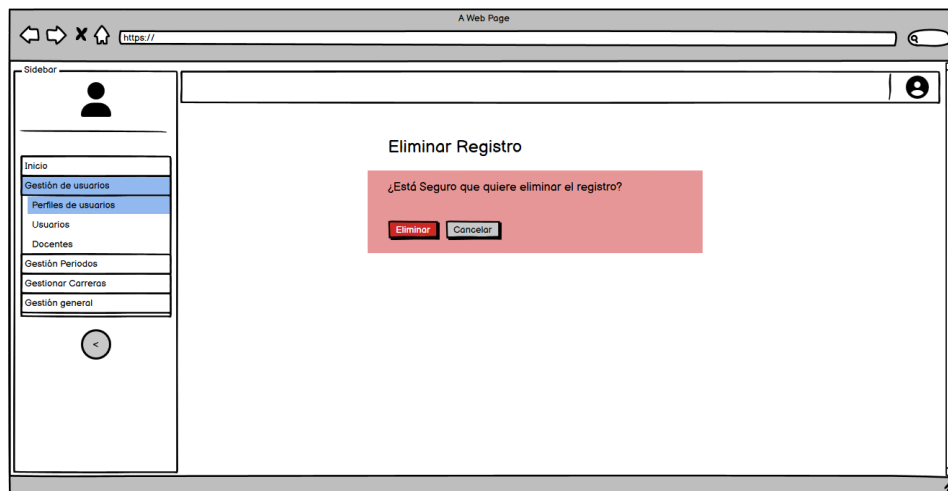 A Web Page
https://
Sidebar
Inicio
Gestión de usuarios
Perfiles de usuarios
Usuarios
Docentes
Gestión Periodos
Gestionar Carreras
Gestión general
<
Eliminar Registro
¿Está Seguro que quiere eliminar el registro?
Eliminar Cancelar